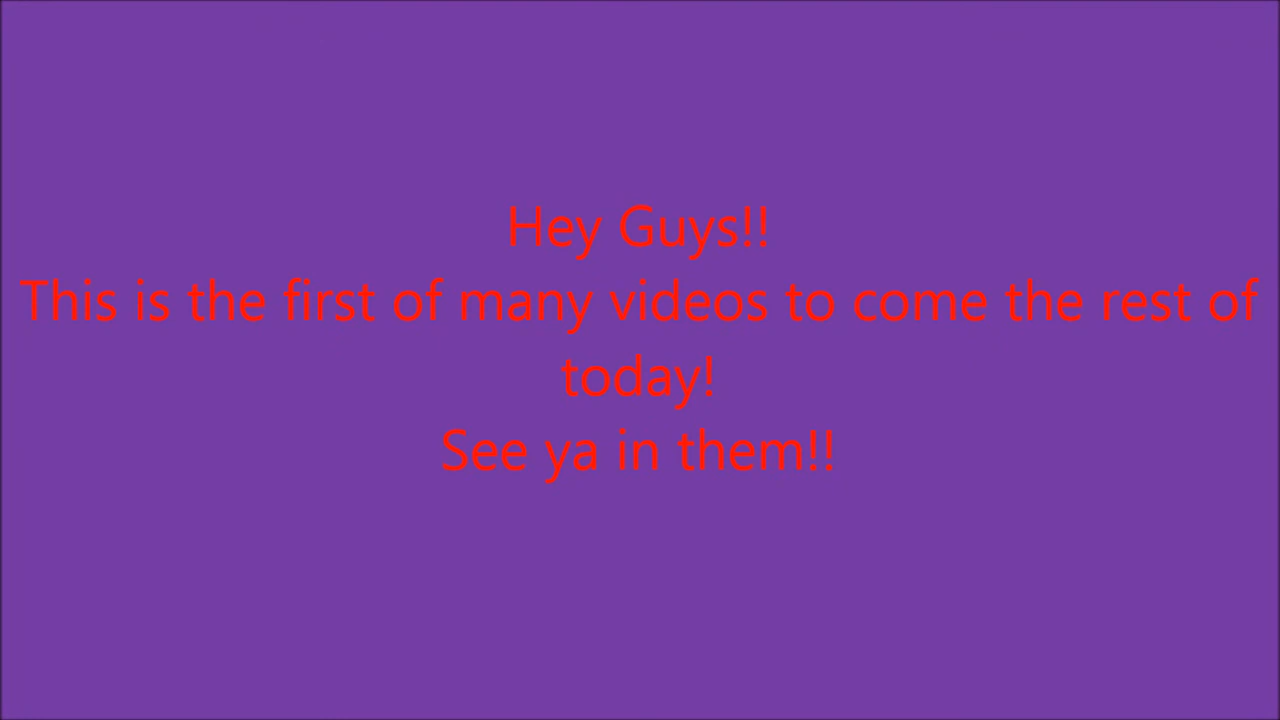 Hey Guys!!
This is the first of many videos to come the rest of
today!
See ya in them!!